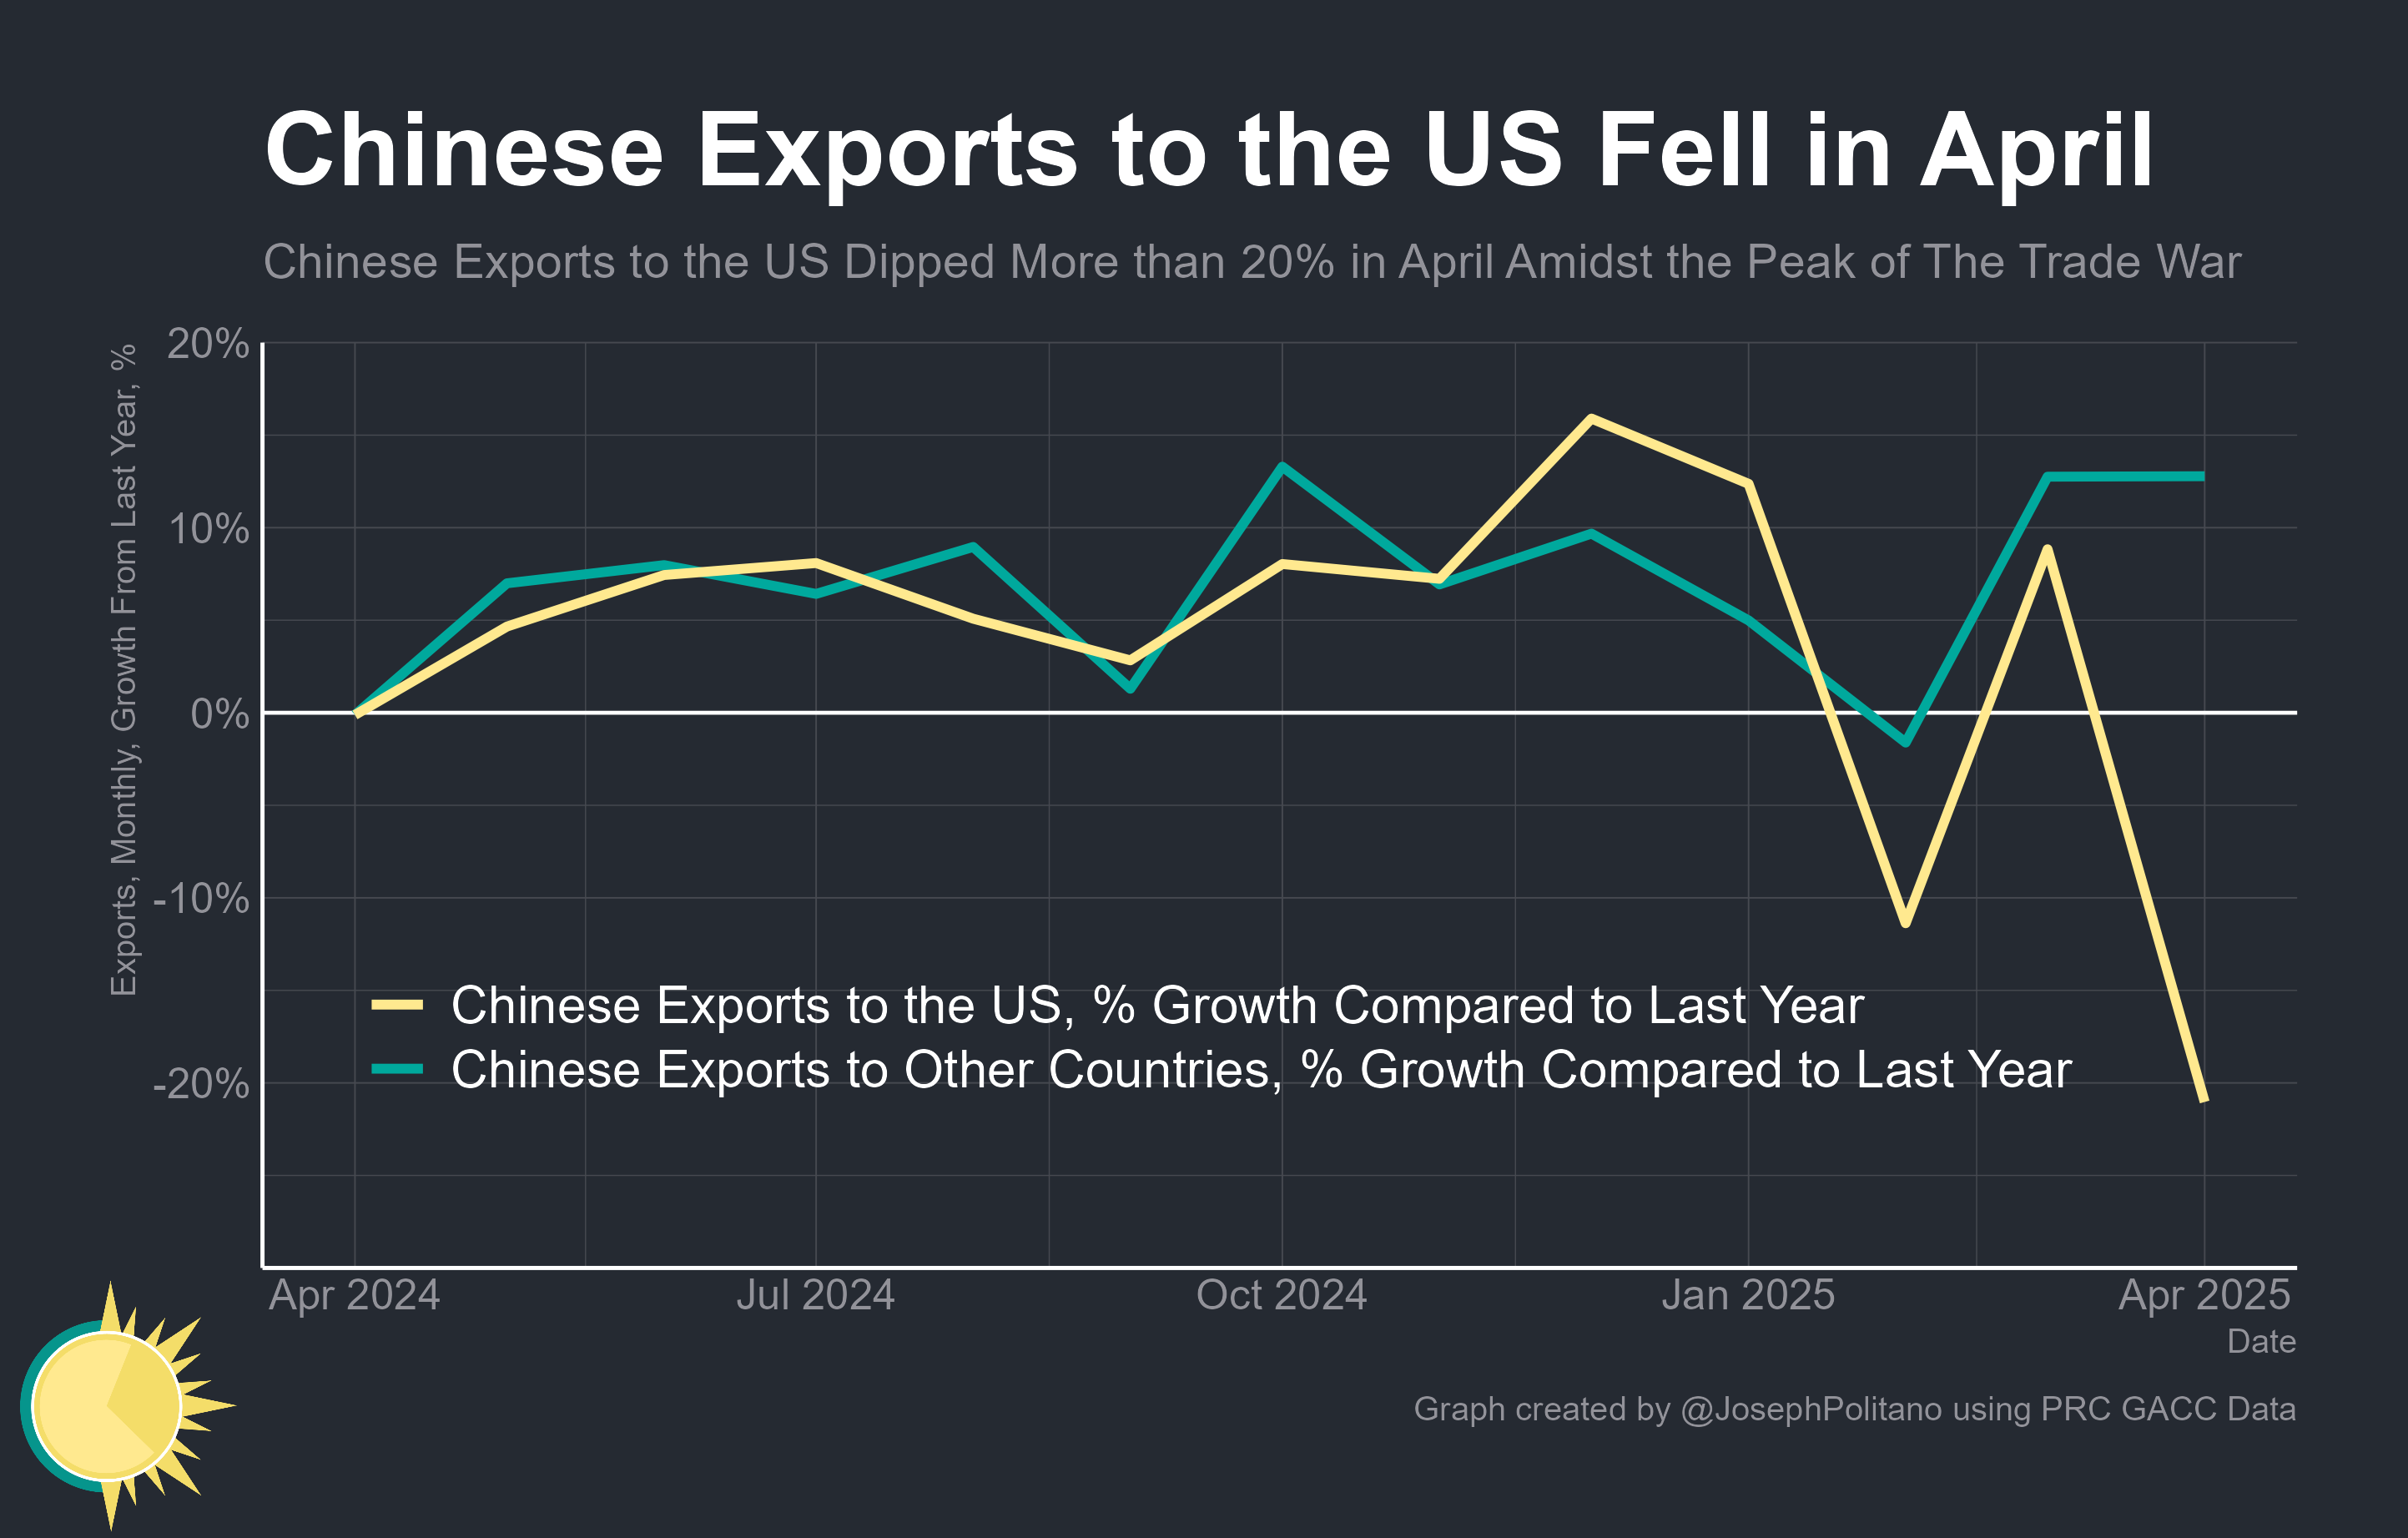 Chinese Exports to the US Fell in April
Chinese Exports to the US Dipped More than 20% in April Amidst the Peak of The Trade War
Exports, Monthly, Growth From Last Year, %
20%
10%
0%
-10%
-20%
Chinese Exports to the US, % Growth Compared to Last Year
Chinese Exports to Other Countries, % Growth Compared to Last Year
Apr 2024
Jul 2024
Oct 2024
Jan 2025
Apr 2025
Date
Graph created by @JosephPolitano using PRC GACC Data